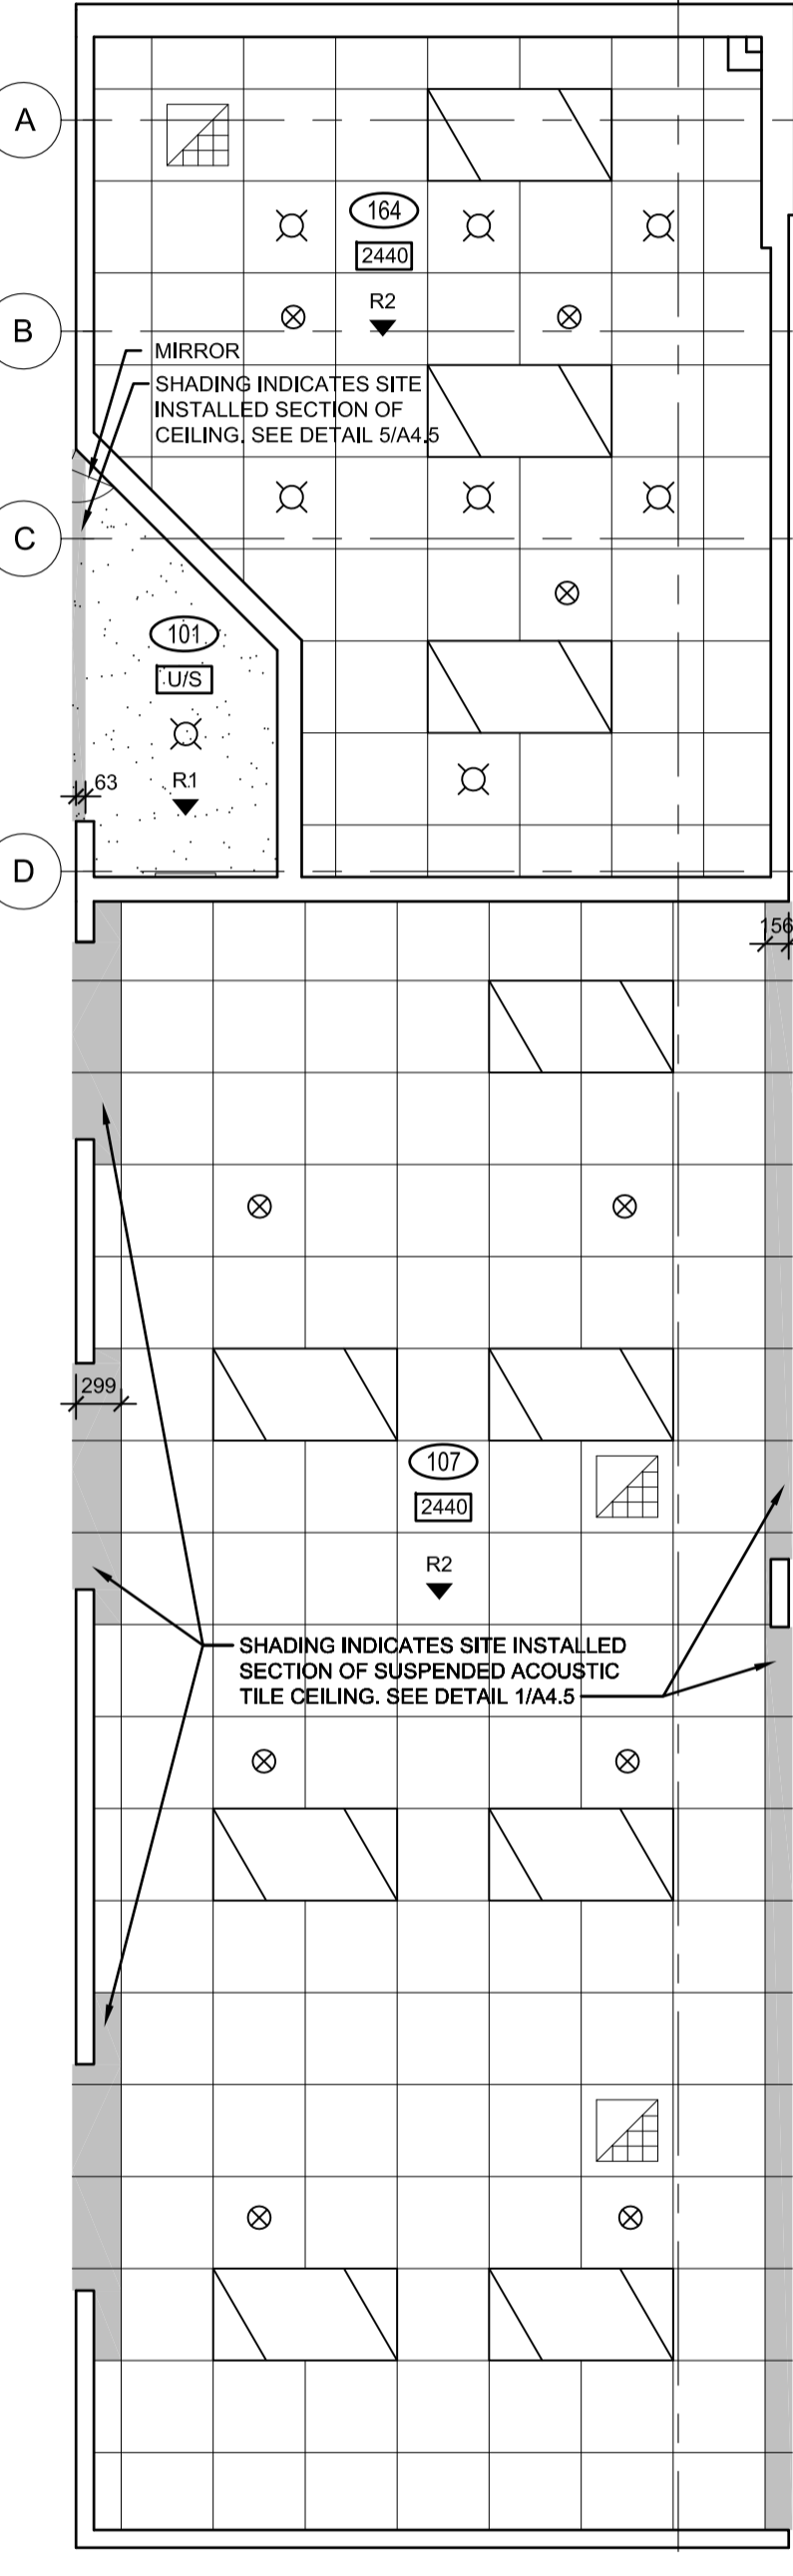 A
164
2440
R2
B
MIRROR
SHADING INDICATES SITE
INSTALLED SECTION OF
CEILING. SEE DETAIL 5/A4.5
C
101
U/S
R1
63
D
156
299
107
2440
R2
SHADING INDICATES SITE INSTALLED
SECTION OF SUSPENDED ACOUSTIC
TILE CEILING. SEE DETAIL 1/A4.5